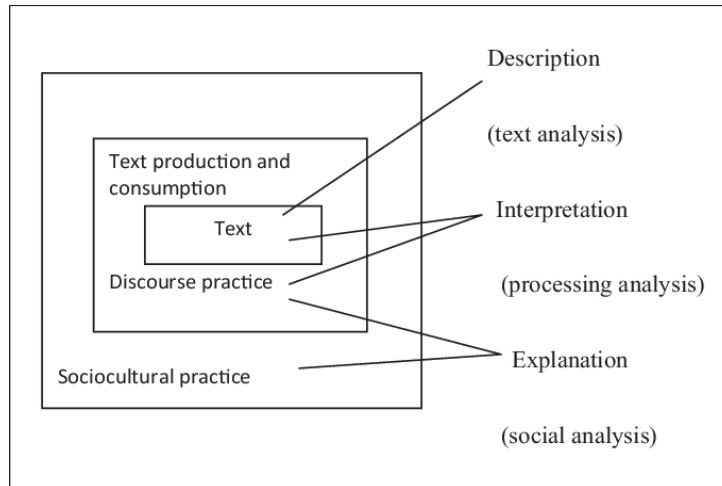 Description
(text analysis)
Text production and
consumption
Text
Interpretation
Discourse practice
(processing analysis)
Explanation
Sociocultural practice
(social analysis)